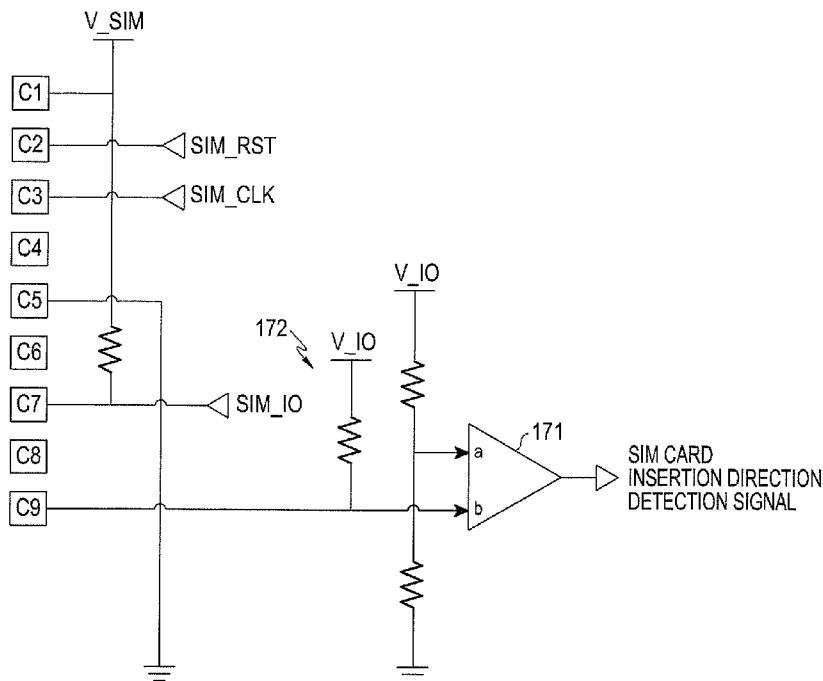 V_SIM
C1
C2
SIM_RST
C3
SIM_CLK
C4
V_IO
C5
172
V_IO
C6
C7
SIM_IO
171
a
C8
SIM CARD
INSERTION DIRECTION
DETECTION SIGNAL
C9
b